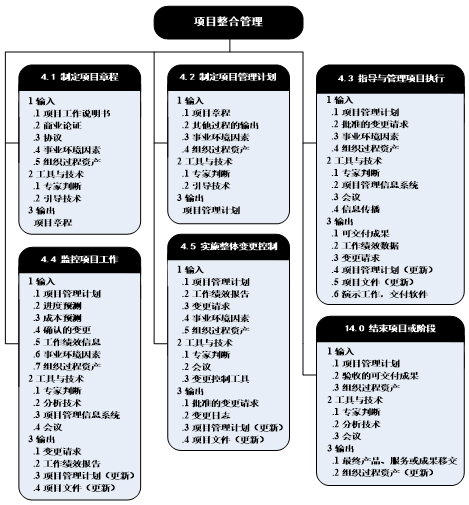 项目整合管理
4.1 制定项目章程
1 输入
.1 项目工作说明书
.2 商业论证
.3 协议
.4 事业环境因素
.5 组织过程资产
2 工具与技术
.1 专家判断
.2 引导技术
3 输出
项目章程
4.2 制定项目管理计划
1 输入
.1 项目章程
.2 其他过程的输出
.3 事业环境因素
.4 组织过程资产
2 工具与技术
.1 专家判断
.2 引导技术
3 输出
项目管理计划
4.3 指导与管理项目执行
1 输入
.1 项目管理计划
.2 批准的变更请求
.3 事业环境因素
.4 组织过程资产
2 工具与技术
.1 专家判断
.2 项目管理信息系统
.3 会议
.4 信息传播
3 输出
.1 可交付成果
.2 工作绩效数据
.3 变更请求
.4 项目管理计划（更新）
.5 项目文件（更新）
.6 演示工作，交付软件
4.4 监控项目工作
1 输入
.1 项目管理计划
.2 进度预测
.3 成本预测
.4 确认的变更
.5 工作绩效信息
.6 事业环境因素
.7 组织过程资产
2 工具与技术
.1 专家判断
.2 分析技术
.3 项目管理信息系统
.4 会议
3 输出
.1 变更请求
.2 工作绩效报告
.3 项目管理计划（更新）
.4 项目文件（更新）
4.5 实施整体变更控制
1 输入
.1 项目管理计划
.2 工作绩效报告
.3 变更请求
.4 事业环境因素
.5 组织过程资产
2 工具与技术
.1 专家判断
.2 会议
.3 变更控制工具
3 输出
.1 批准的变更请求
.2 变更日志
.3 项目管理计划（更新）
.4 项目文件（更新）
14.0 结束项目或阶段
1 输入
.1 项目管理计划
.2 验收的可交付成果
.3 组织过程资产
2 工具与技术
.1 专家判断
.2 分析技术
.3 会议
3 输出
.1 最终产品、服务或成果移交
.2 组织过程资产（更新）